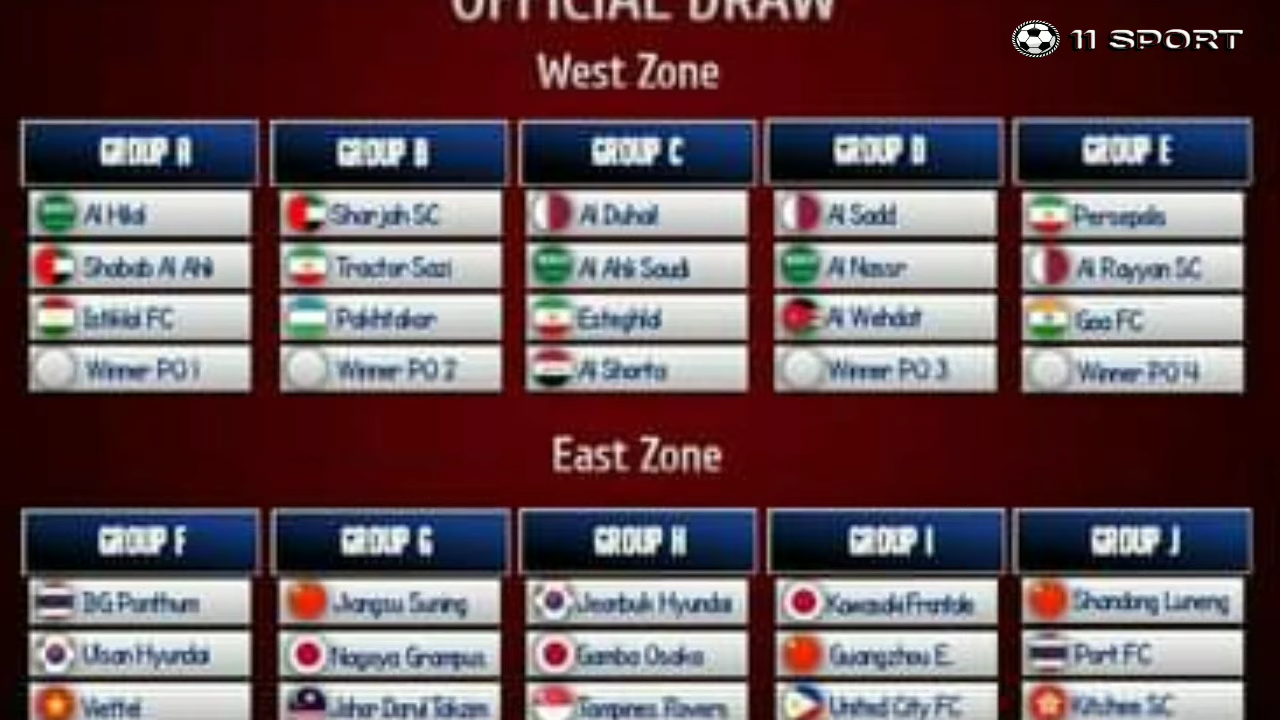 OFFICIAL DRAW
11 SPORT
West Zone
GROUP A
Al Hilal
Shabab Al Ahli
Istiklal FC
Winner PO 1
GROUP B
Sharjah SC
Tractor Sazi
Pakhtakor
Winner PO 2
GROUP C
Al Duhail
Al Ahli Saudi
Esteghlal
Al Shorta
GROUP D
Al Sadd
Al Nassr
Al Wehdat
Winner PO 3
GROUP E
Persepolis
Al Rayyan SC
Goa FC
Winner PO 4
East Zone
GROUP F
BG Panthum
Ulsan Hyundai
Viettel
GROUP G
Jiangsu Suning
Nagoya Grampus
Johor Darul Takzim
GROUP H
Jeonbuk Hyundai
Gamba Osaka
Tampines Rovers
GROUP I
Kawasaki Frontale
Guangzhou E.
United City FC
GROUP J
Shandong Luneng
Port FC
Kitchee SC